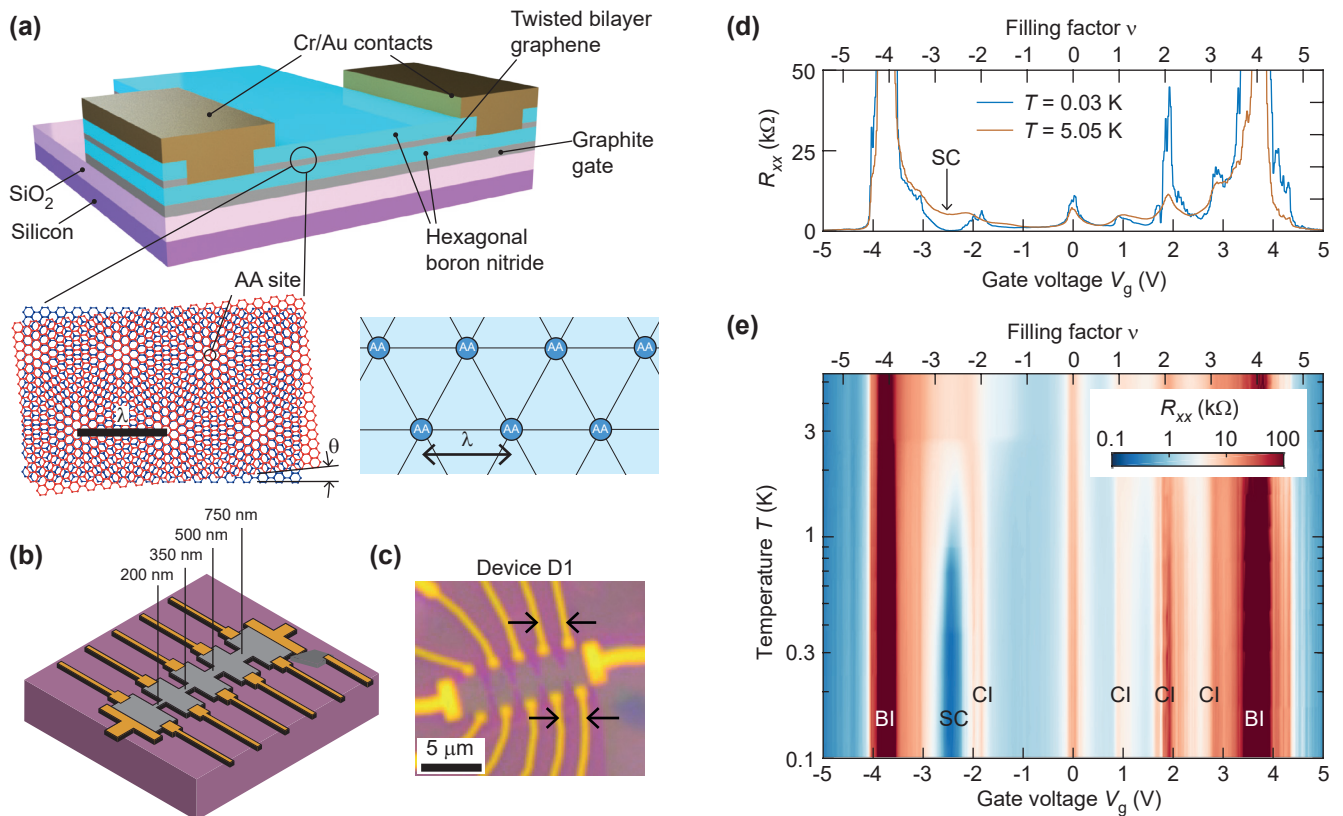 (a)
Twisted bilayer
graphene
Cr/Au contacts
Graphite
gate
SiO2
Silicon
Hexagonal
boron nitride
AA site
λ
θ
AA AA AA AA
AA AA AA
λ
(b)
750 nm
500 nm
350 nm
200 nm
(c)
Device D1
5 μm
(d)
Filling factor ν
-5 -4 -3 -2 -1 0 1 2 3 4 5
50
25
0
Rxx (kΩ)
T = 0.03 K
T = 5.05 K
SC
-5 -4 -3 -2 -1 0 1 2 3 4 5
Gate voltage Vg (V)
(e)
Filling factor ν
-5 -4 -3 -2 -1 0 1 2 3 4 5
Rxx (kΩ)
0.1 1 10 100
3
1
0.3
0.1
Temperature T (K)
BI SC CI CI CI CI BI
-5 -4 -3 -2 -1 0 1 2 3 4 5
Gate voltage Vg (V)